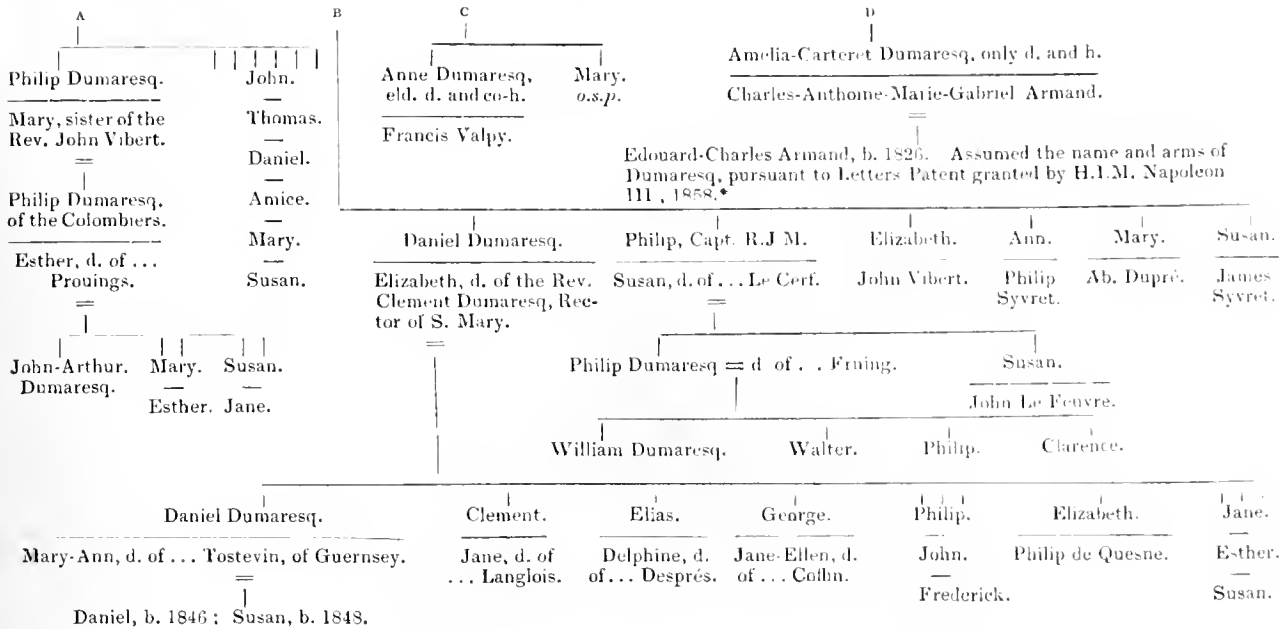 A B C D
Philip Dumaresq.
Mary, sister of the
Rev. John Vibert.
=
Philip Dumaresq,
of the Colombiers.
Esther, d. of ...
Prouings.
=
John-Arthur.
Dumaresq.
Mary.
—
Esther.
Susan.
—
Jane.
John.
—
Thomas.
—
Daniel.
—
Amice.
—
Mary.
—
Susan.
Anne Dumaresq,
eld. d. and co-h.
Francis Valpy.
Mary.
o.s.p.
Amelia-Carteret Dumaresq, only d. and h.
Charles-Anthoine-Marie-Gabriel Armand.
=
Edouard-Charles Armand, b. 1826. Assumed the name and arms of
Dumaresq, pursuant to Letters Patent granted by H.I.M. Napoleon
III, 1858.*
Daniel Dumaresq.
Elizabeth, d. of the Rev.
Clement Dumaresq, Rec-
tor of S. Mary.
=
Philip, Capt. R.J M.
Susan, d. of ... Le Cerf.
=
Elizabeth.
John Vibert.
Ann.
Philip
Syvret.
Mary.
Ab. Dupré.
Susan.
James
Syvret.
Philip Dumaresq = d of . . Fruing.
Susan.
John Le Feuvre.
William Dumaresq. Walter. Philip. Clarence.
Daniel Dumaresq.
Mary-Ann, d. of ... Tostevin, of Guernsey.
=
Daniel, b. 1846; Susan, b. 1848.
Clement.
Jane, d. of
... Langlois.
Elias.
Delphine, d.
of ... Després.
George.
Jane-Ellen, d.
of ... Coffin.
Philip.
John.
—
Frederick.
Elizabeth.
Philip de Quesne.
Jane.
—
Esther.
—
Susan.